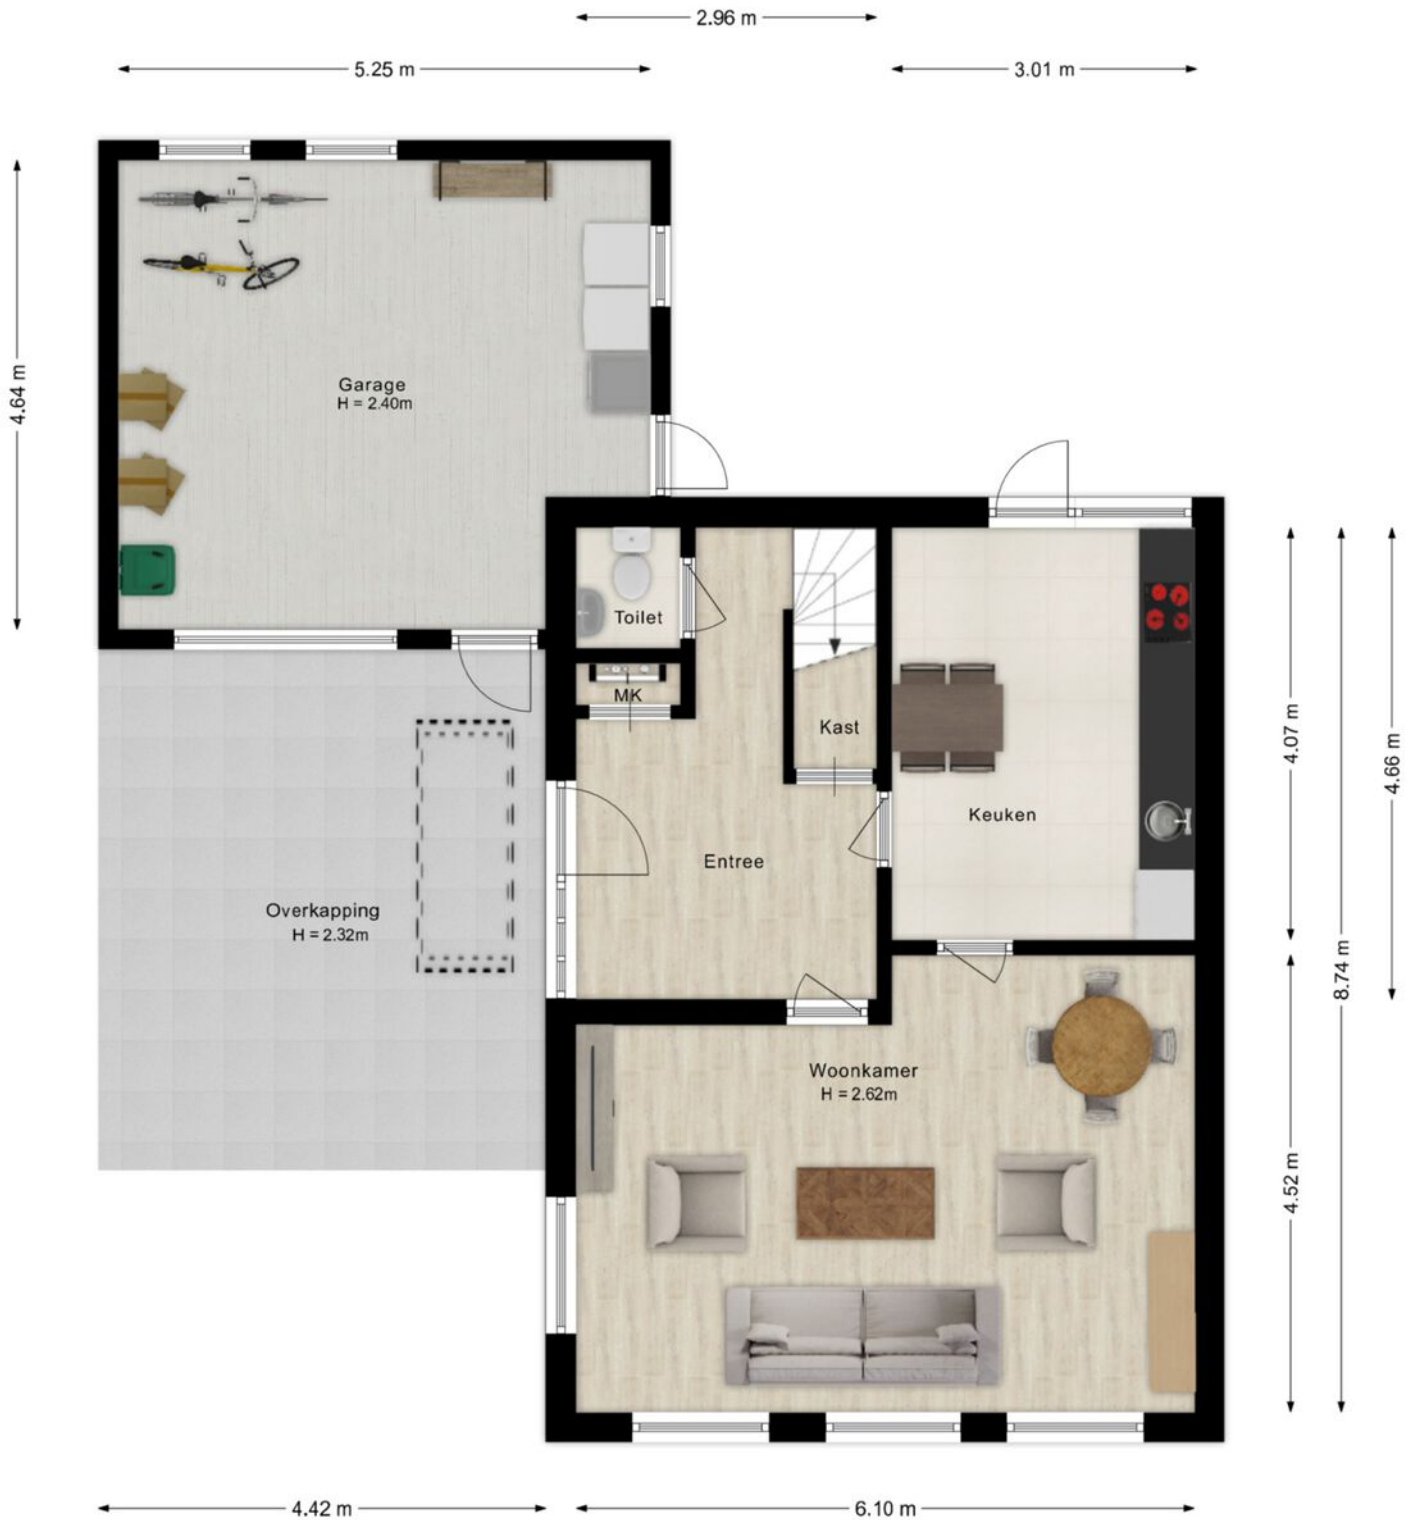 2.96 m
5.25 m
3.01 m
4.64 m
Garage
H = 2.40m
Toilet
MK
Kast
4.07 m
4.66 m
Keuken
Entree
Overkapping
H = 2.32m
8.74 m
Woonkamer
H = 2.62m
4.52 m
4.42 m
6.10 m